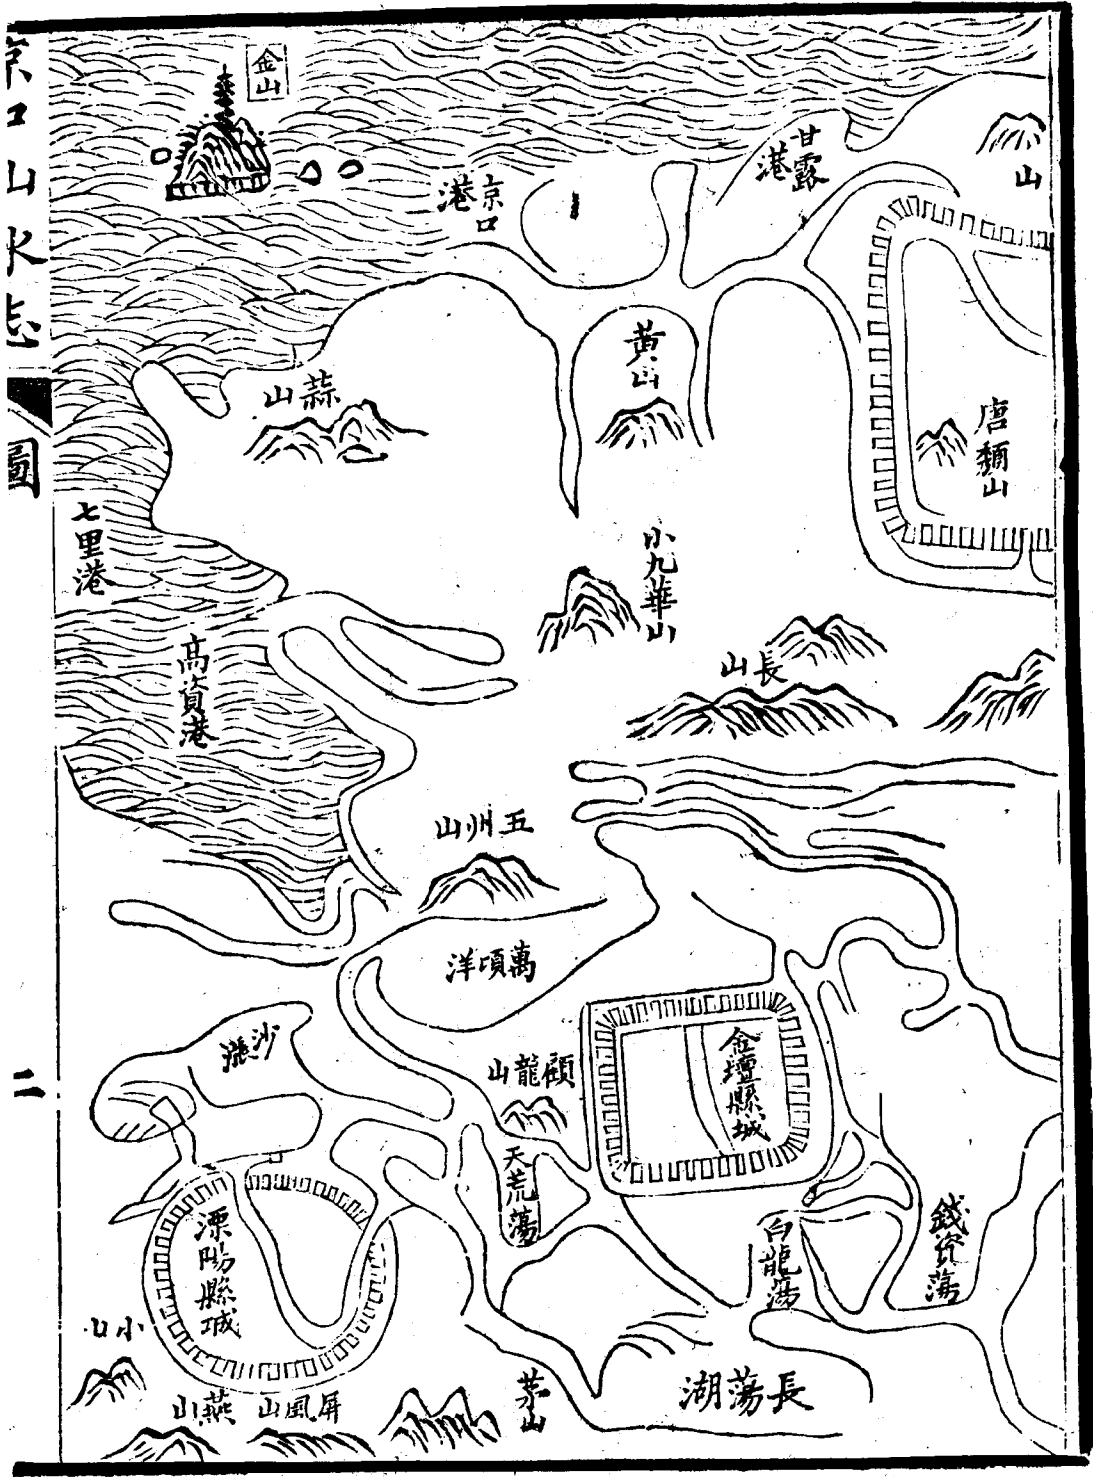 京口山水志
圖
二
金山
甘露港
山
京口港
黃山
蒜山
唐頹山
七里港
小九華山
高資港
長山
五州山
萬頃洋
沙漲
顧龍山
金壇縣城
天荒蕩
溧陽縣城
白龍蕩
錢資蕩
小山
燕山
屏風山
茅山
長蕩湖